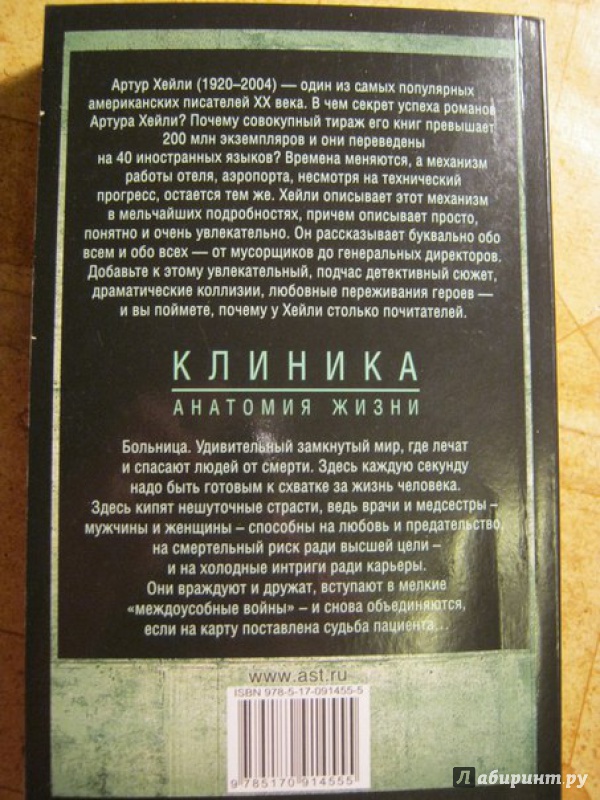 Артур Хейли (1920–2004) — один из самых популярных
американских писателей XX века. В чем секрет успеха романов
Артура Хейли? Почему совокупный тираж его книг превышает
200 млн экземпляров и они переведены
на 40 иностранных языков? Времена меняются, а механизм
работы отеля, аэропорта, несмотря на технический
прогресс, остается тем же. Хейли описывает этот механизм
в мельчайших подробностях, причем описывает просто,
понятно и очень увлекательно. Он рассказывает буквально обо
всем и обо всех — от мусорщиков до генеральных директоров.
Добавьте к этому увлекательный, подчас детективный сюжет,
драматические коллизии, любовные переживания героев —
и вы поймете, почему у Хейли столько почитателей.
КЛИНИКА
АНАТОМИЯ ЖИЗНИ
Больница. Удивительный замкнутый мир, где лечат
и спасают людей от смерти. Здесь каждую секунду
надо быть готовым к схватке за жизнь человека.
Здесь кипят нешуточные страсти, ведь врачи и медсестры –
мужчины и женщины – способны на любовь и предательство,
на смертельный риск ради высшей цели –
и на холодные интриги ради карьеры.
Они враждуют и дружат, вступают в мелкие
«междоусобные войны» – и снова объединяются,
если на карту поставлена судьба пациента...
www.ast.ru
ISBN 978-5-17-091455-5
9 785170 914555
Лабиринт.ру